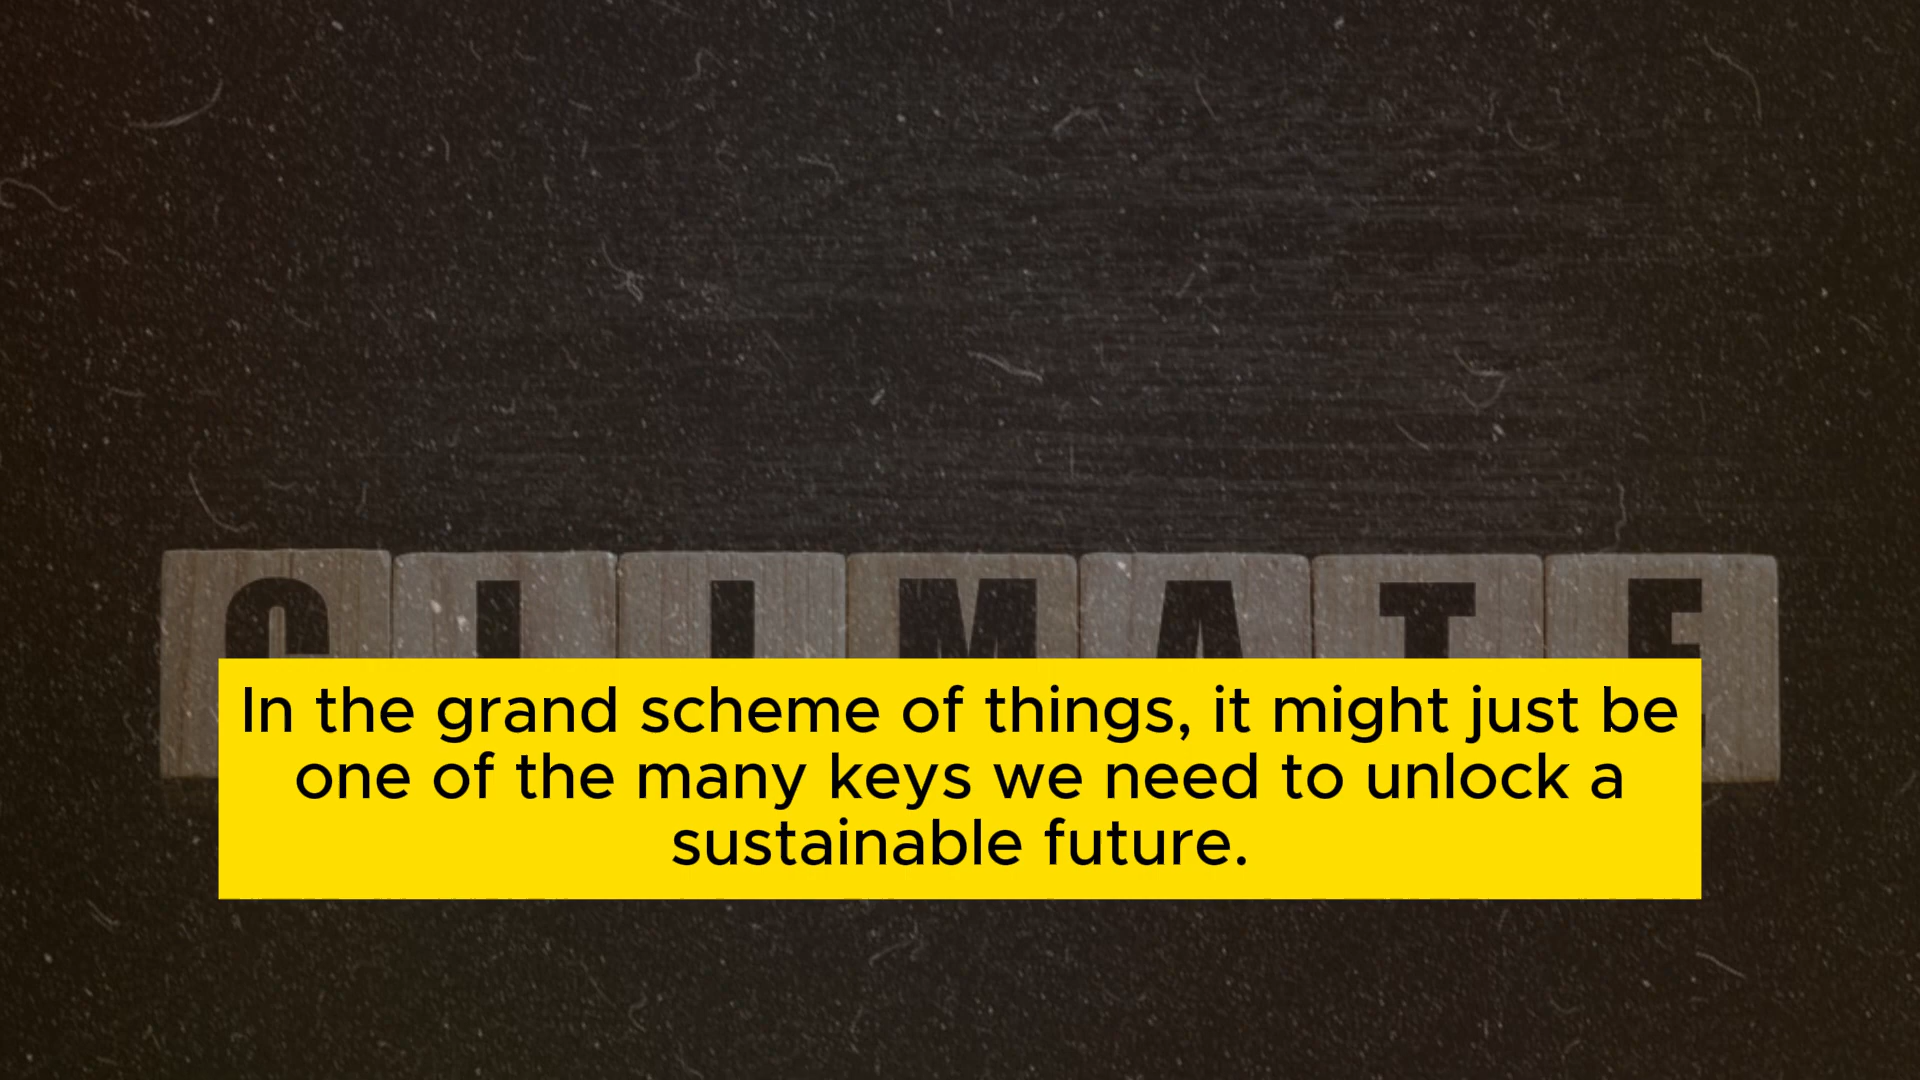 CLIMATE
In the grand scheme of things, it might just be
one of the many keys we need to unlock a
sustainable future.